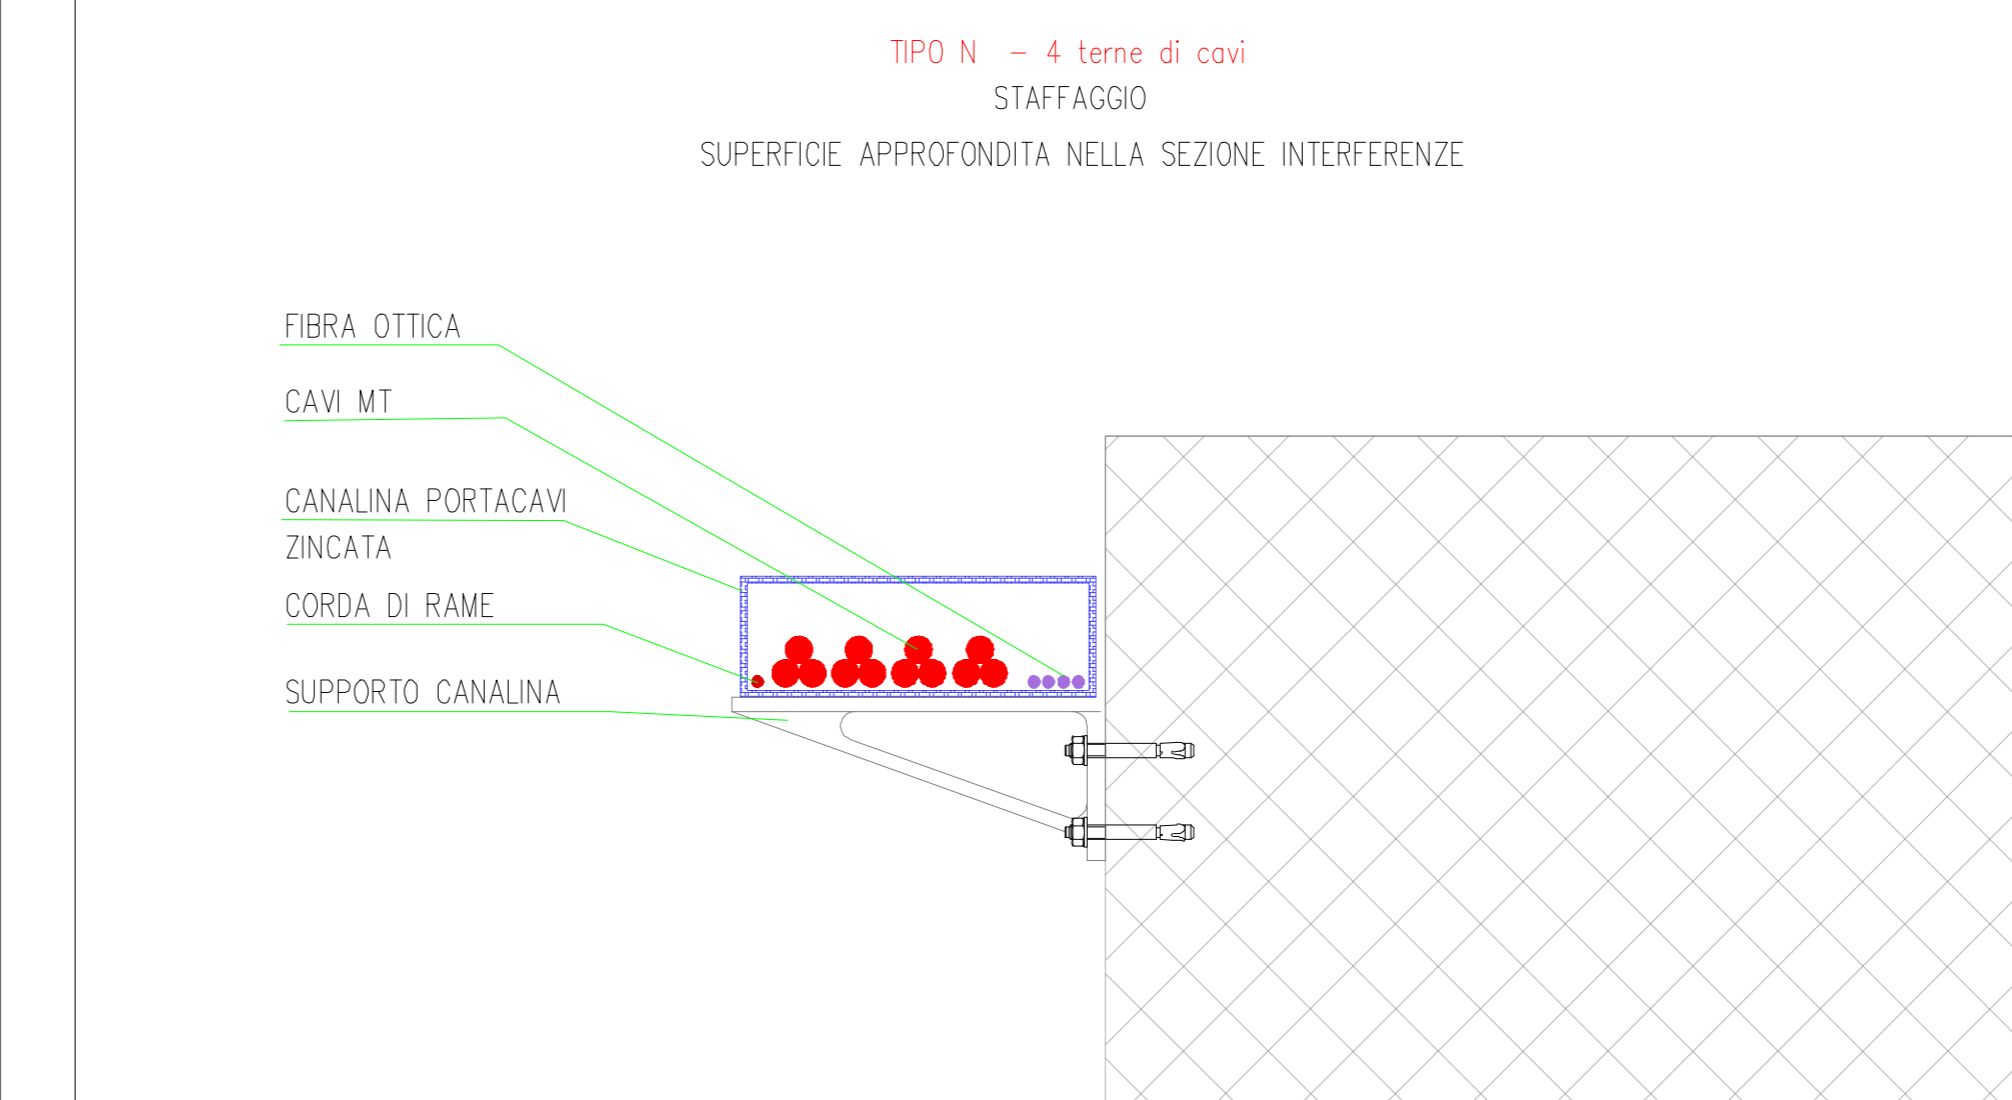 TIPO N - 4 terne di cavi
STAFFAGGIO
SUPERFICIE APPROFONDITA NELLA SEZIONE INTERFERENZE
FIBRA OTTICA
CAVI MT
CANALINA PORTACAVI
ZINCATA
CORDA DI RAME
SUPPORTO CANALINA